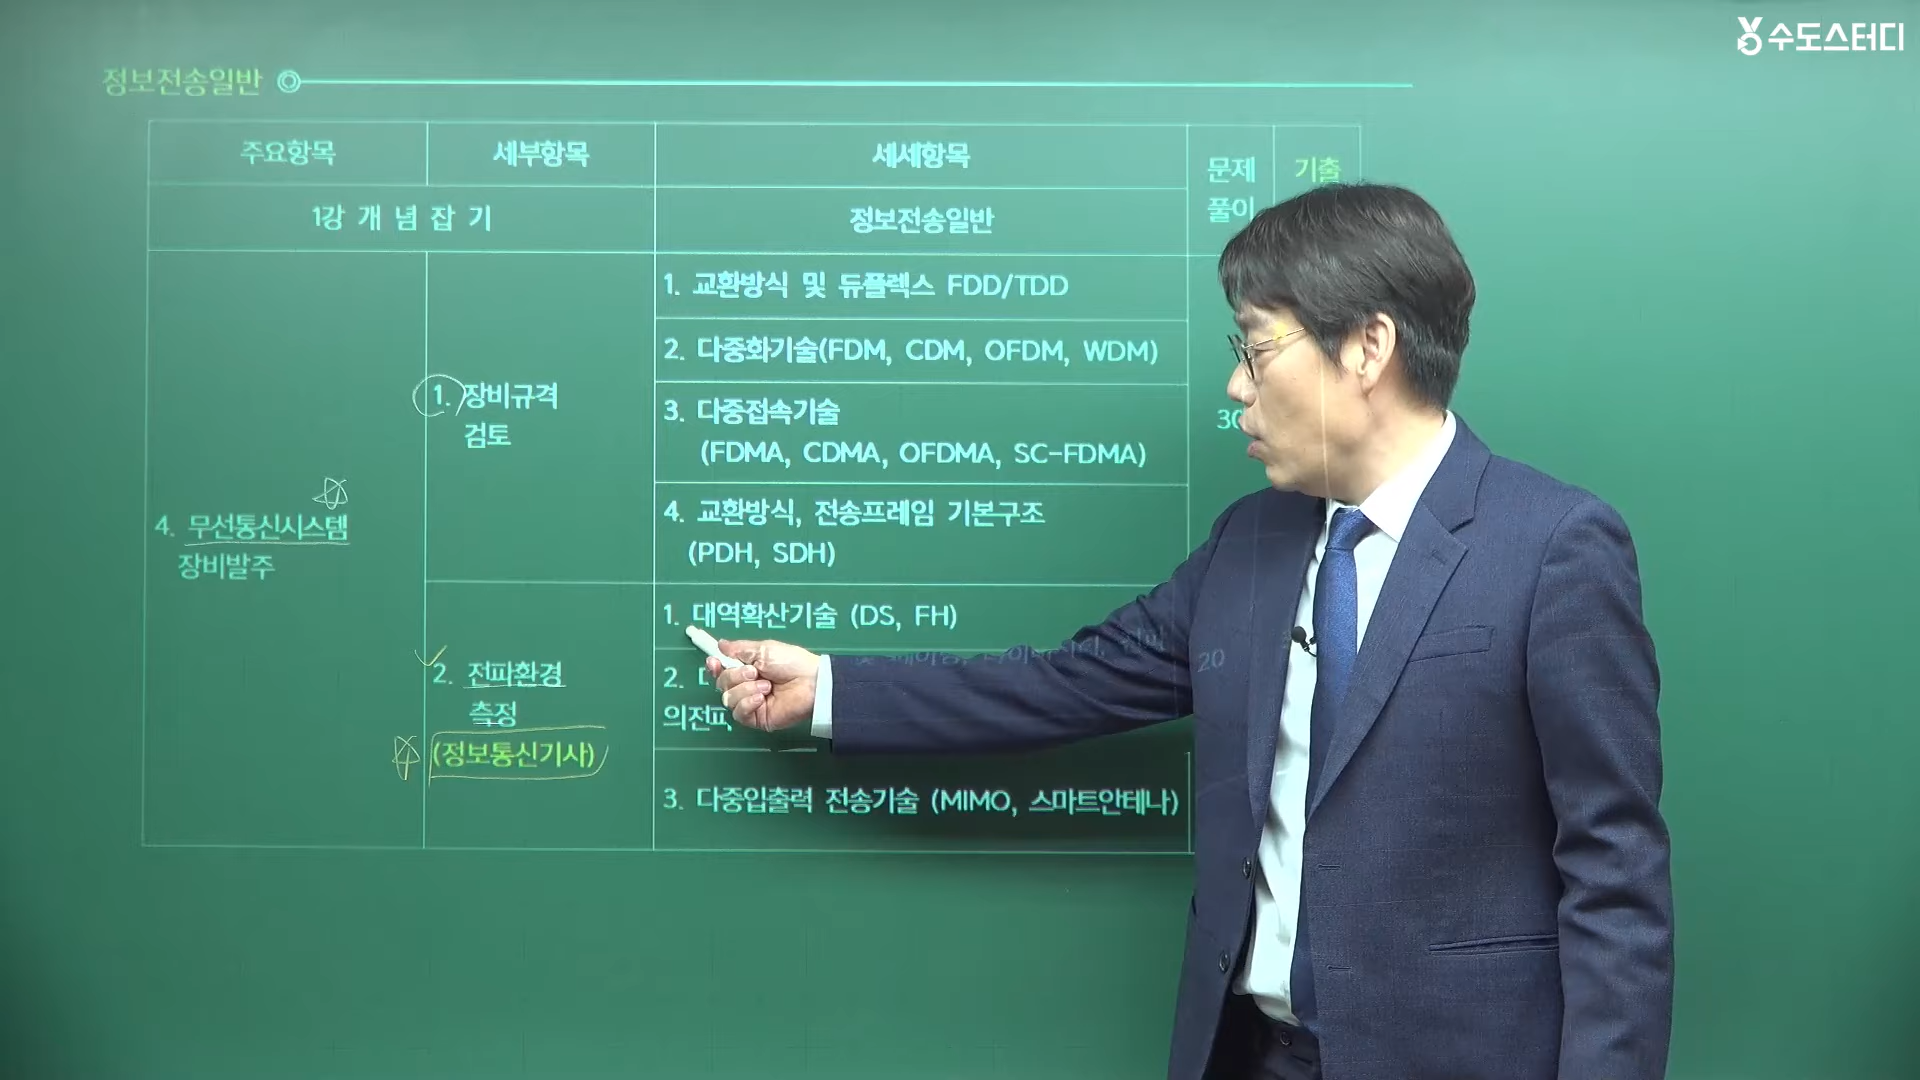 수도스터디
정보전송일반
주요항목
세부항목
세세항목
문제
풀이
기출
1강 개 념 잡 기
정보전송일반
4. 무선통신시스템
장비발주
1. 장비규격
검토
1. 교환방식 및 듀플렉스 FDD/TDD
2. 다중화기술(FDM, CDM, OFDM, WDM)
3. 다중접속기술
(FDMA, CDMA, OFDMA, SC-FDMA)
4. 교환방식, 전송프레임 기본구조
(PDH, SDH)
2. 전파환경
측정
(정보통신기사)
1. 대역확산기술 (DS, FH)
2.
의전파
20
3. 다중입출력 전송기술 (MIMO, 스마트안테나)